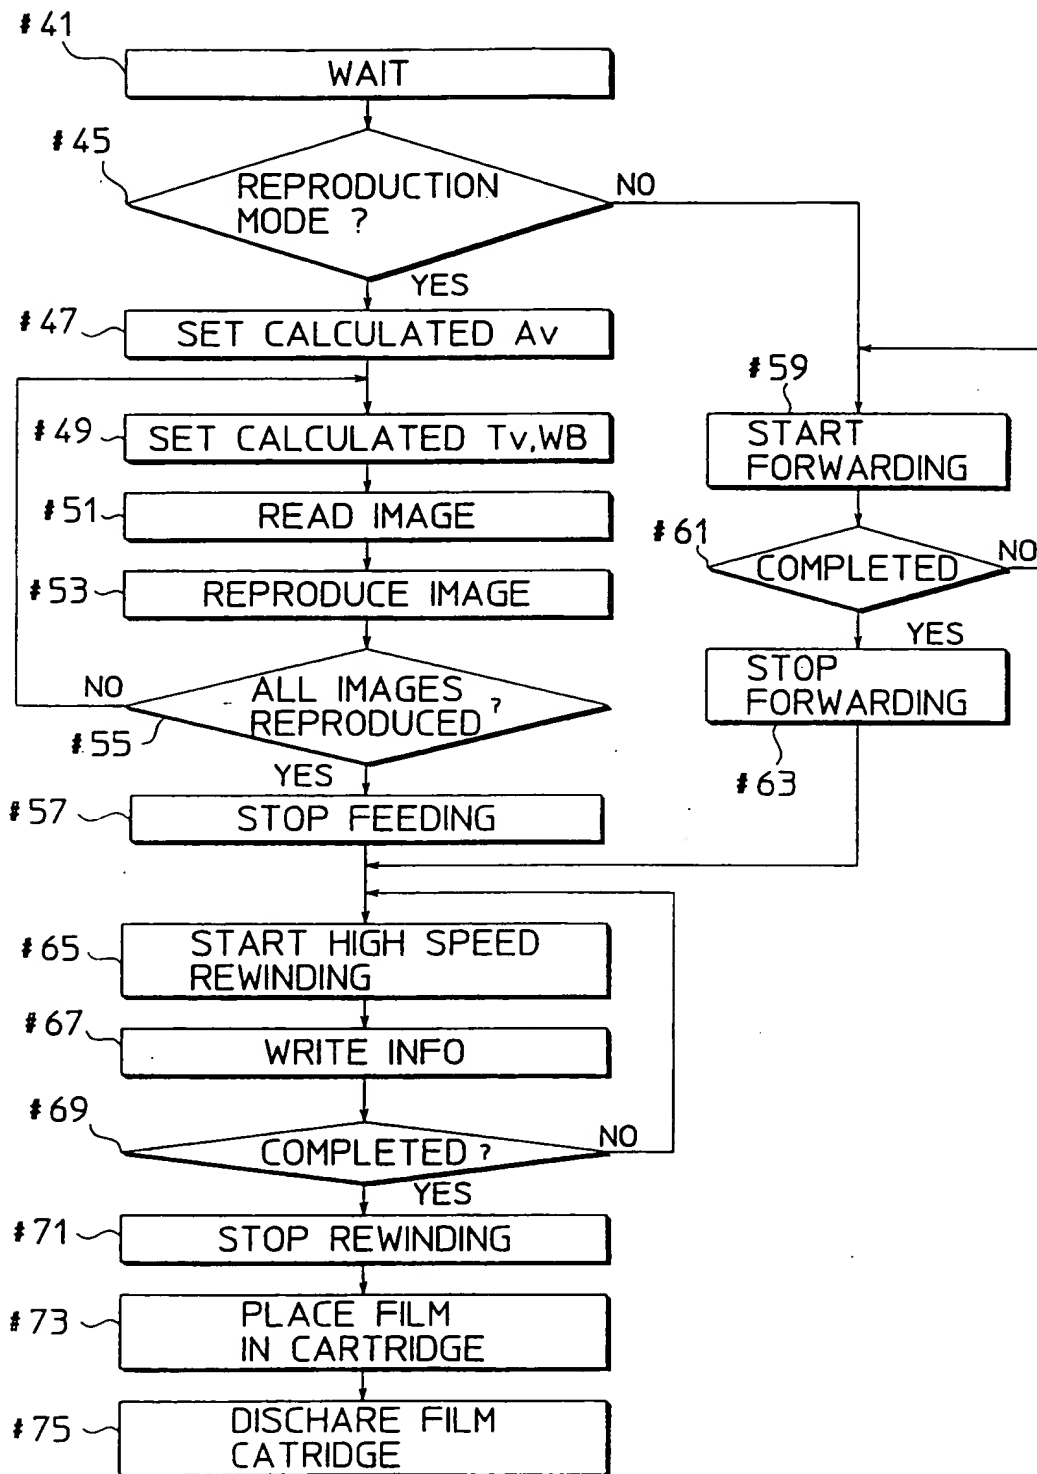 #41
WAIT
#45
REPRODUCTION
MODE ?
NO
YES
#47
SET CALCULATED Av
#49
SET CALCULATED Tv,WB
#51
READ IMAGE
#53
REPRODUCE IMAGE
NO
ALL IMAGES
REPRODUCED ?
#55
YES
#57
STOP FEEDING
#59
START
FORWARDING
#61
COMPLETED
NO
YES
STOP
FORWARDING
#63
#65
START HIGH SPEED
REWINDING
#67
WRITE INFO
#69
COMPLETED ?
NO
YES
#71
STOP REWINDING
#73
PLACE FILM
IN CARTRIDGE
#75
DISCHARE FILM
CATRIDGE